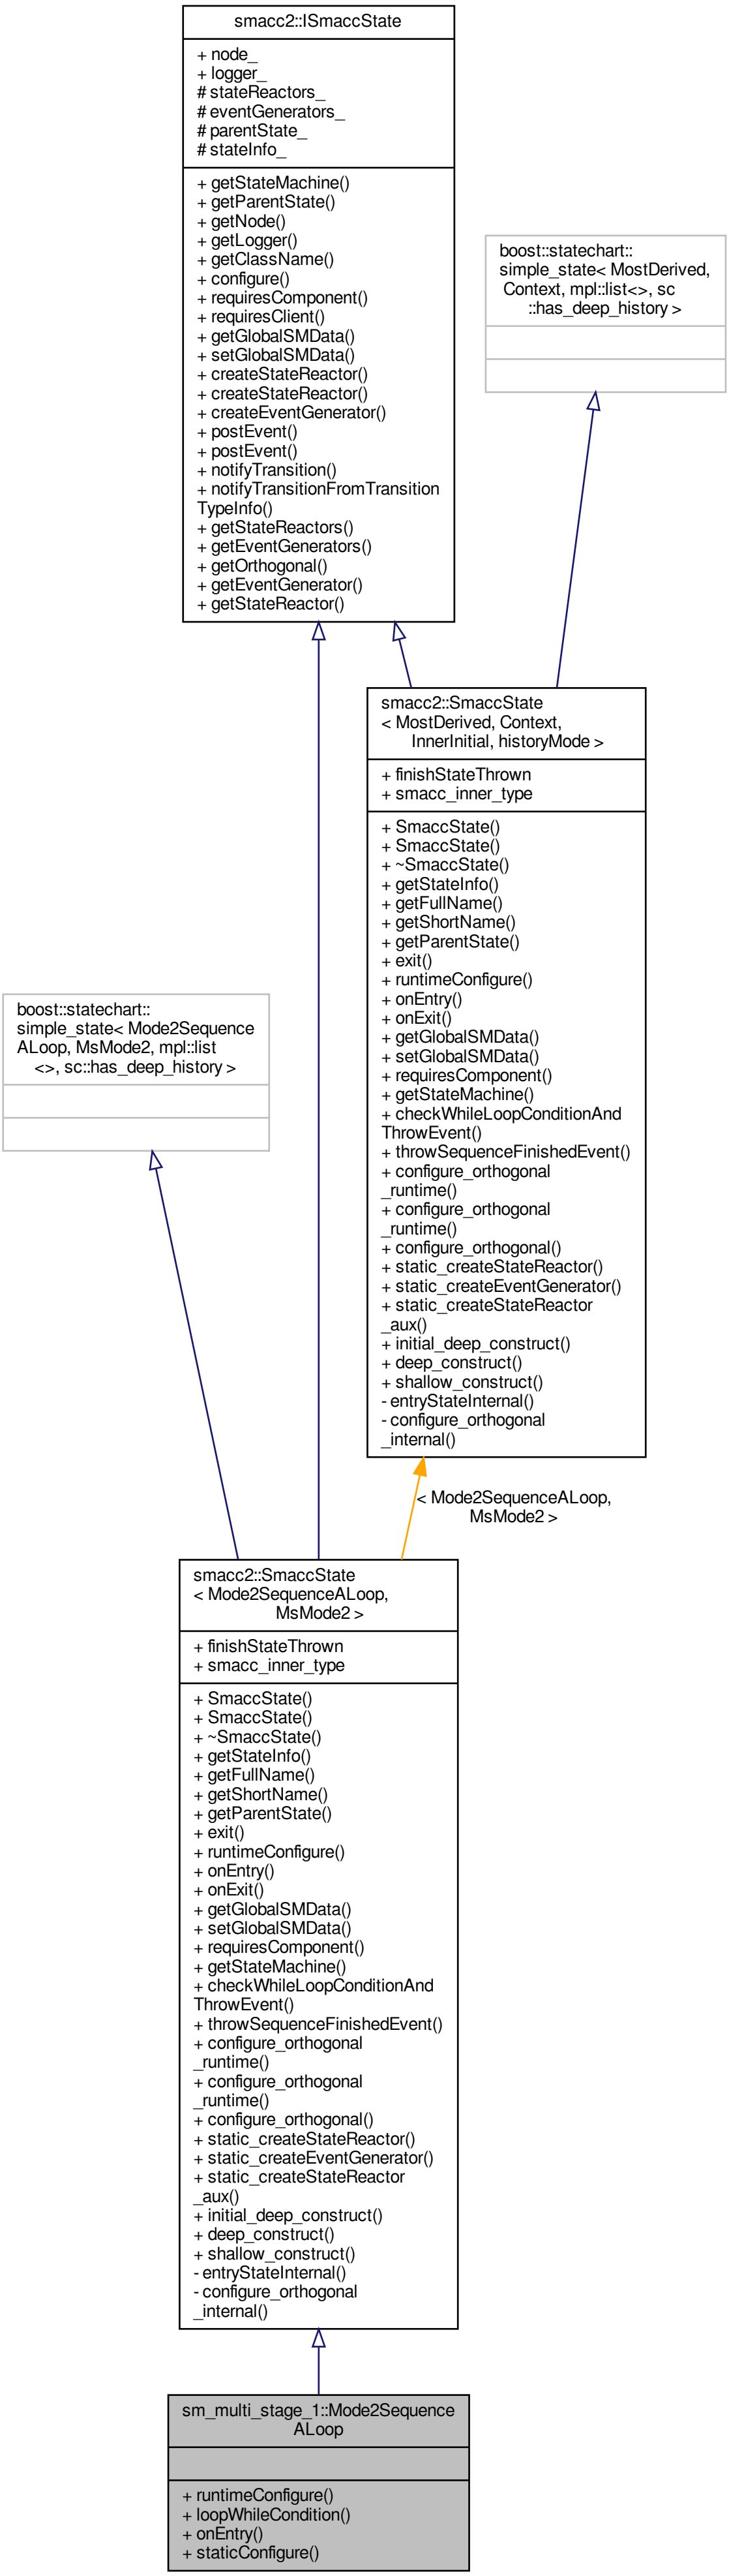 smacc2::ISmaccState
+ node_
+ logger_
# stateReactors_
# eventGenerators_
# parentState_
# stateInfo_
+ getStateMachine()
+ getParentState()
+ getNode()
+ getLogger()
+ getClassName()
+ configure()
+ requiresComponent()
+ requiresClient()
+ getGlobalSMData()
+ setGlobalSMData()
+ createStateReactor()
+ createStateReactor()
+ createEventGenerator()
+ postEvent()
+ postEvent()
+ notifyTransition()
+ notifyTransitionFromTransition
TypeInfo()
+ getStateReactors()
+ getEventGenerators()
+ getOrthogonal()
+ getEventGenerator()
+ getStateReactor()
boost::statechart::
simple_state< MostDerived,
Context, mpl::list<>, sc
::has_deep_history >
smacc2::SmaccState
< MostDerived, Context,
InnerInitial, historyMode >
+ finishStateThrown
+ smacc_inner_type
+ SmaccState()
+ SmaccState()
+ ~SmaccState()
+ getStateInfo()
+ getFullName()
+ getShortName()
+ getParentState()
+ exit()
+ runtimeConfigure()
+ onEntry()
+ onExit()
+ getGlobalSMData()
+ setGlobalSMData()
+ requiresComponent()
+ getStateMachine()
+ checkWhileLoopConditionAnd
ThrowEvent()
+ throwSequenceFinishedEvent()
+ configure_orthogonal
_runtime()
+ configure_orthogonal
_runtime()
+ configure_orthogonal()
+ static_createStateReactor()
+ static_createEventGenerator()
+ static_createStateReactor
_aux()
+ initial_deep_construct()
+ deep_construct()
+ shallow_construct()
- entryStateInternal()
- configure_orthogonal
_internal()
boost::statechart::
simple_state< Mode2Sequence
ALoop, MsMode2, mpl::list
<>, sc::has_deep_history >
< Mode2SequenceALoop,
MsMode2 >
smacc2::SmaccState
< Mode2SequenceALoop,
MsMode2 >
+ finishStateThrown
+ smacc_inner_type
+ SmaccState()
+ SmaccState()
+ ~SmaccState()
+ getStateInfo()
+ getFullName()
+ getShortName()
+ getParentState()
+ exit()
+ runtimeConfigure()
+ onEntry()
+ onExit()
+ getGlobalSMData()
+ setGlobalSMData()
+ requiresComponent()
+ getStateMachine()
+ checkWhileLoopConditionAnd
ThrowEvent()
+ throwSequenceFinishedEvent()
+ configure_orthogonal
_runtime()
+ configure_orthogonal
_runtime()
+ configure_orthogonal()
+ static_createStateReactor()
+ static_createEventGenerator()
+ static_createStateReactor
_aux()
+ initial_deep_construct()
+ deep_construct()
+ shallow_construct()
- entryStateInternal()
- configure_orthogonal
_internal()
sm_multi_stage_1::Mode2Sequence
ALoop
+ runtimeConfigure()
+ loopWhileCondition()
+ onEntry()
+ staticConfigure()